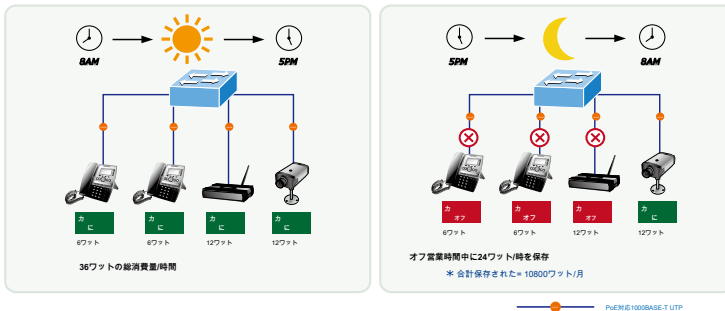 8AM
5PM
カ
に
カ
に
カ
に
カ
に
6ワット
6ワット
12ワット
12ワット
36ワットの総消費量/時間
5PM
8AM
カ
オフ
カ
オフ
カ
オフ
カ
に
6ワット
6ワット
12ワット
12ワット
オフ営業時間中に24ワット/時を保存
* 合計保存された= 10800ワット/月
PoE対応1000BASE-T UTP